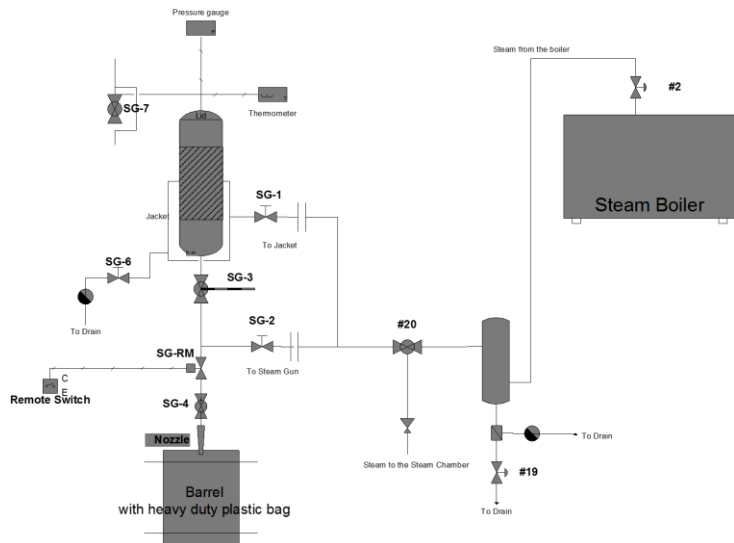 Pressure gauge
Steam from the boiler
#2
SG-7
Thermometer
Lid
Steam Boiler
SG-1
Jacket
To Jacket
SG-6
SG-3
SG-2
#20
To Drain
SG-RM
To Steam Gun
C
E
Remote Switch
SG-4
Nozzle
To Drain
Steam to the Steam Chamber
#19
Barrel
with heavy duty plastic bag
To Drain